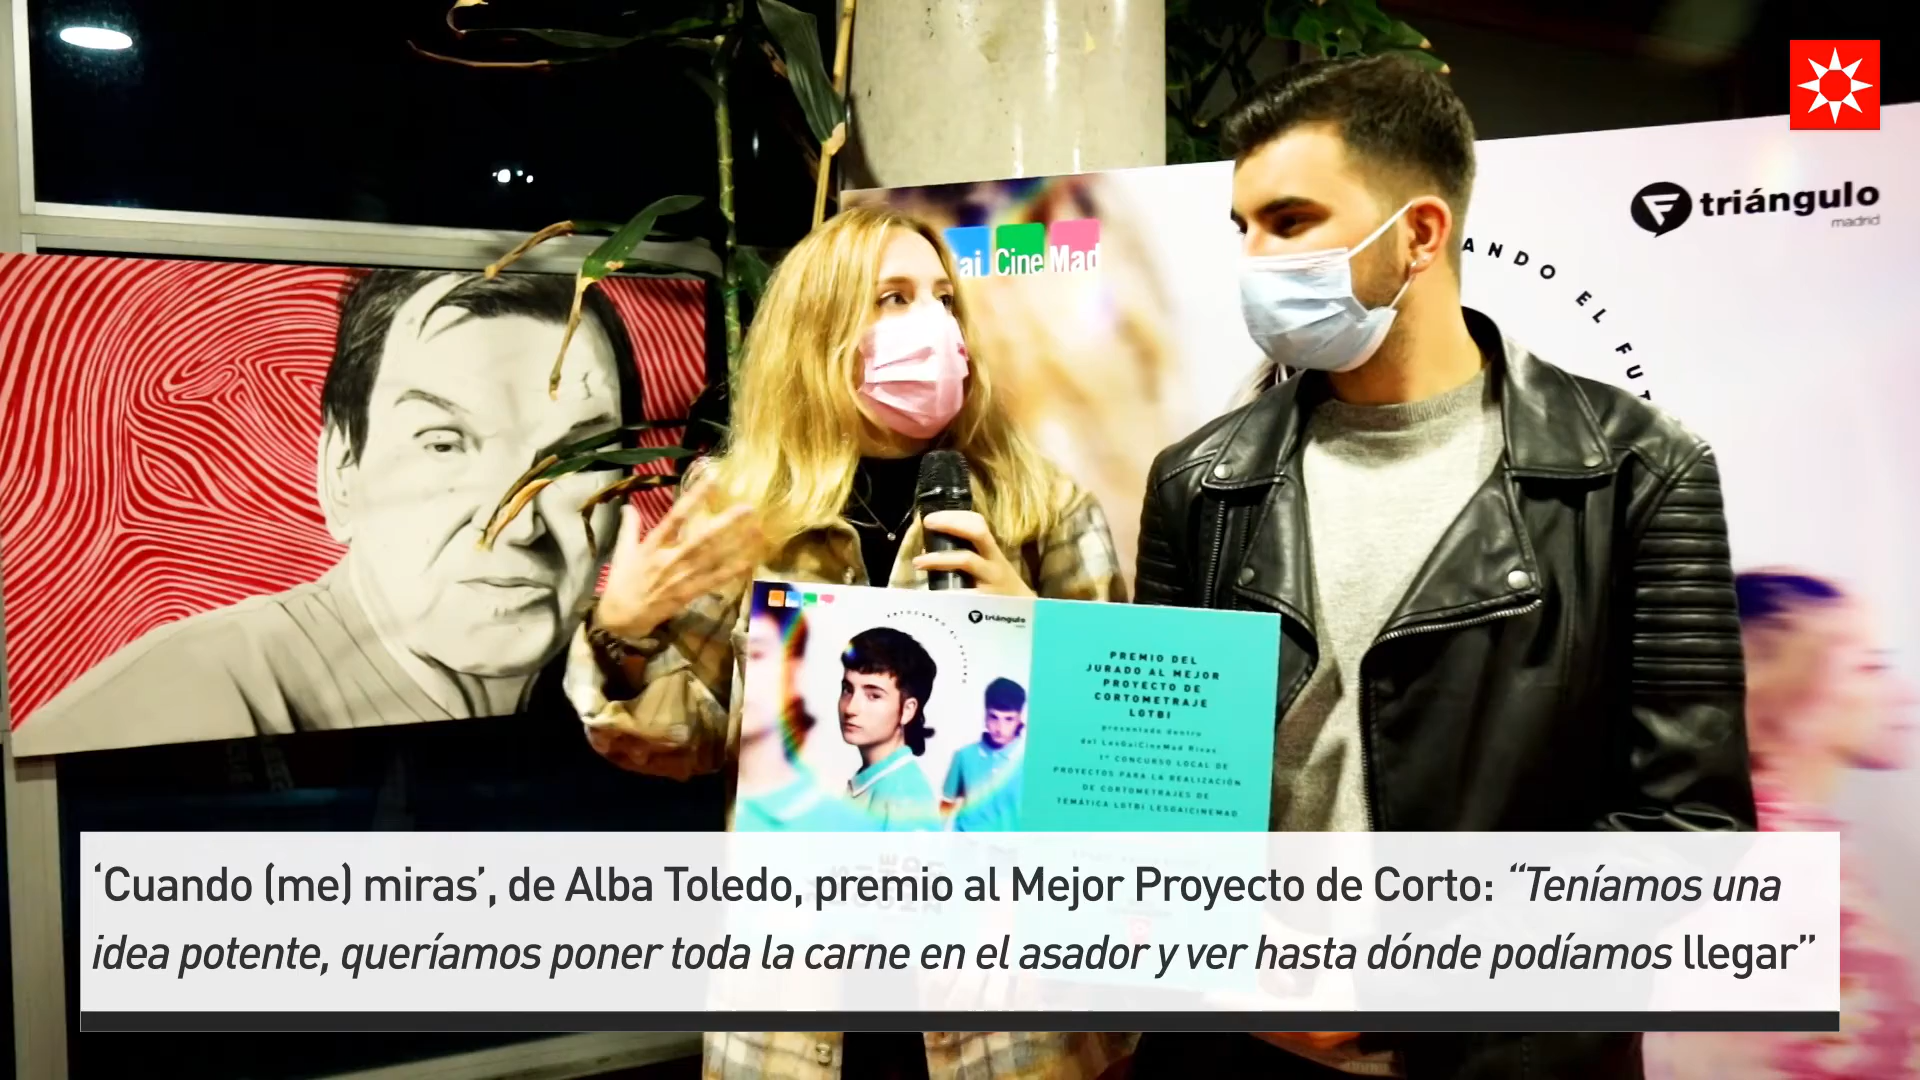 triángulo
madrid
ai Cine Mad
ANDO EL FUT
triángulo
PREMIO DEL
JURADO AL MEJOR
PROYECTO DE
CORTOMETRAJE
LGTBI
presentado dentro
del LesGaiCineMad Rivas
1º CONCURSO LOCAL DE
PROYECTOS PARA LA REALIZACIÓN
DE CORTOMETRAJES DE
TEMÁTICA LGTBI LESGAICINEMAD
‘Cuando (me) miras’, de Alba Toledo, premio al Mejor Proyecto de Corto: “Teníamos una
idea potente, queríamos poner toda la carne en el asador y ver hasta dónde podíamos llegar”